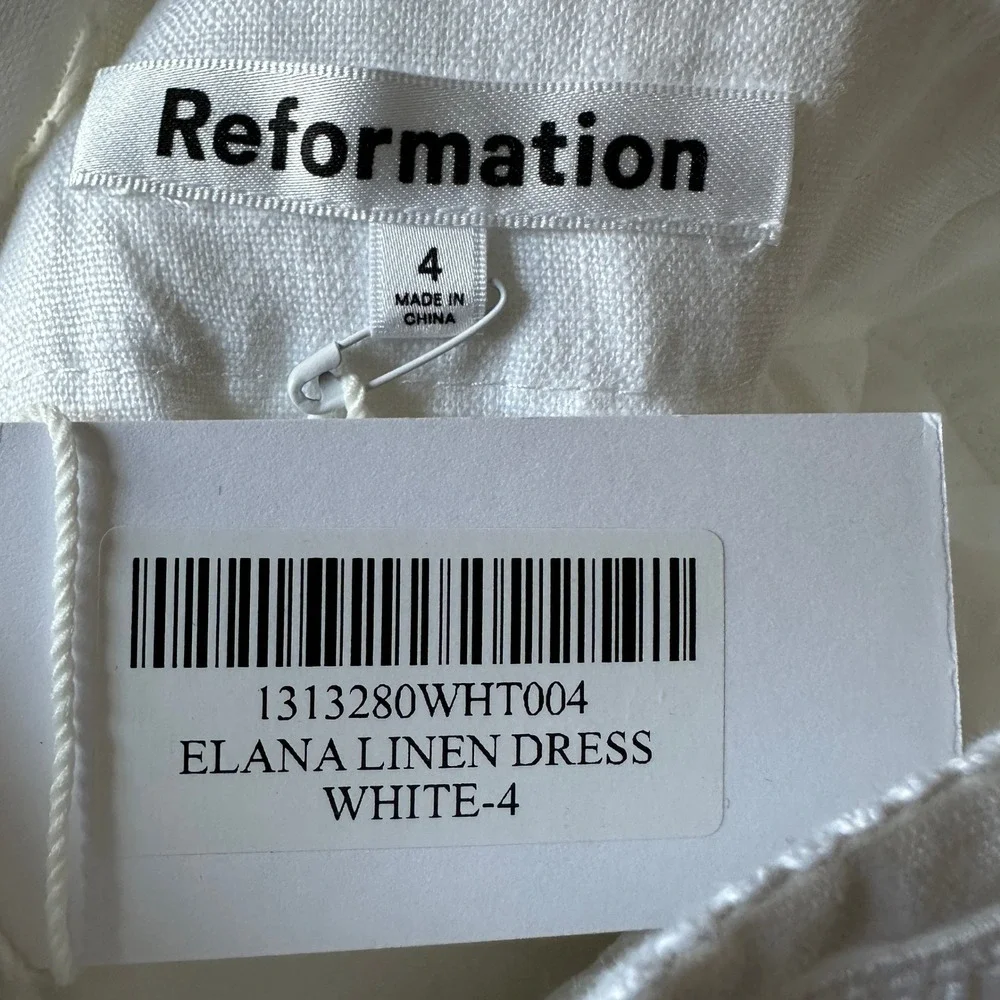 Reformation
4
MADE IN
CHINA
1313280WHT004
ELANA LINEN DRESS
WHITE-4